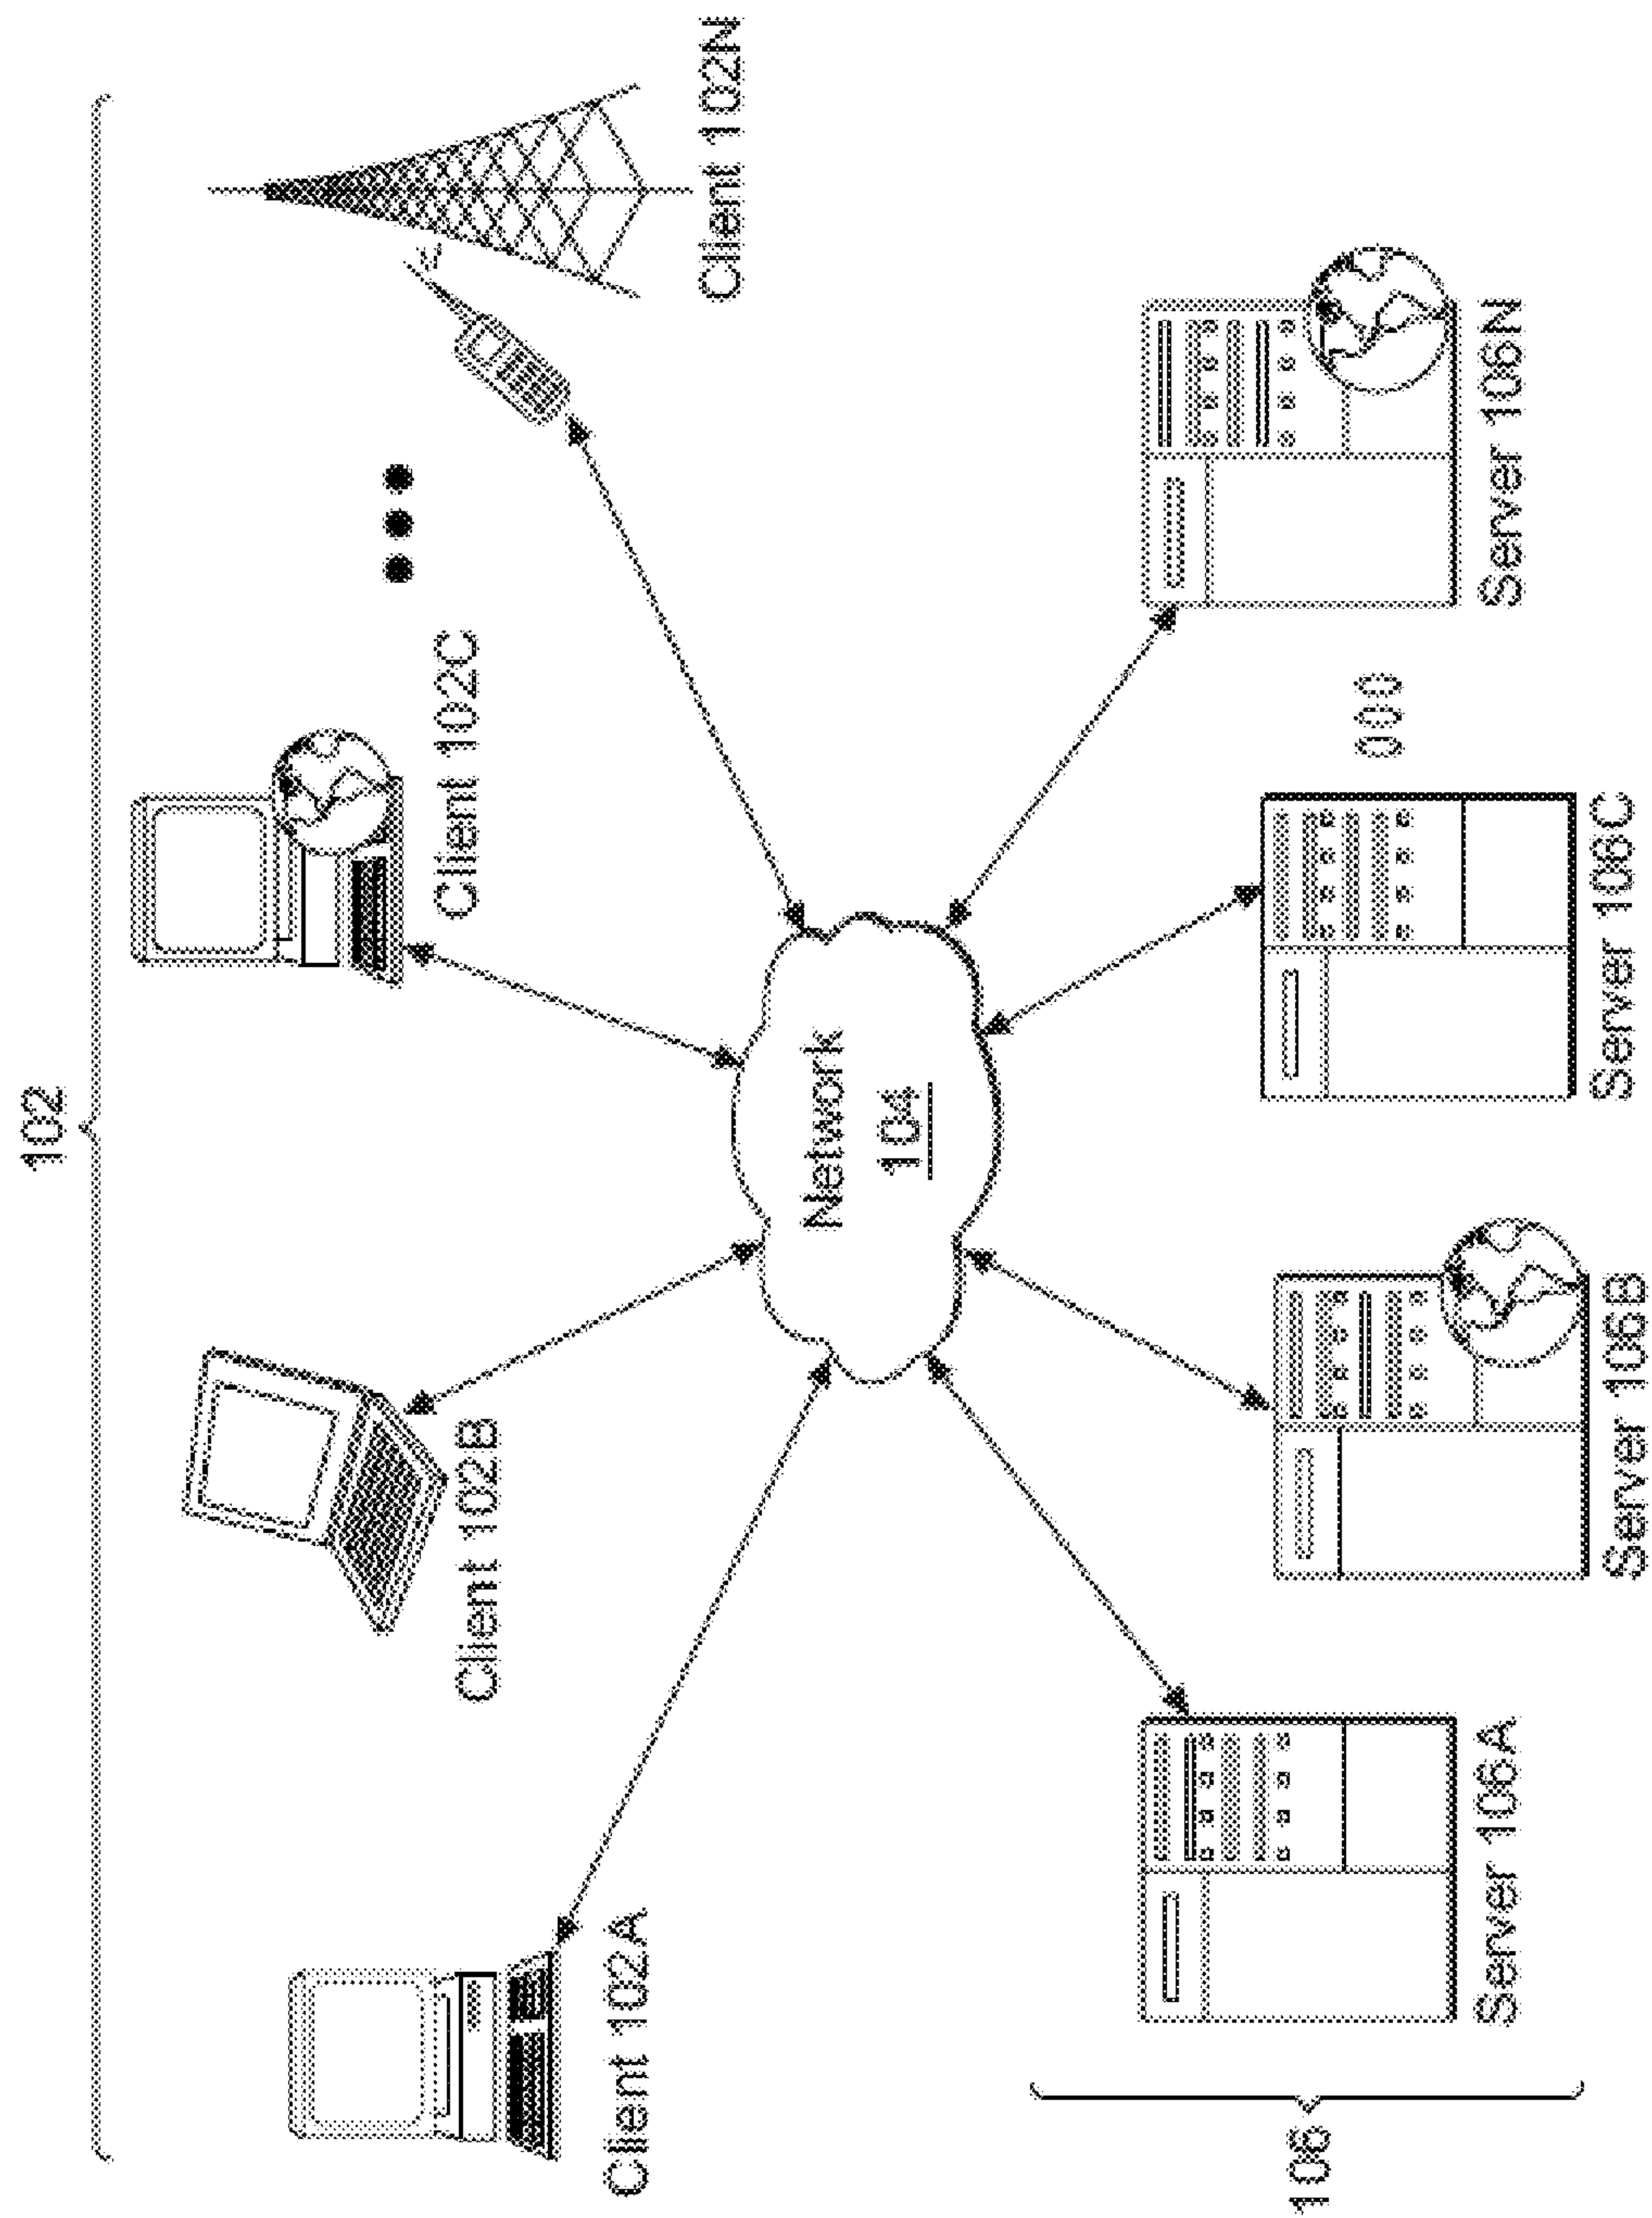 102
Client 102A
Client 102B
Client 102C
Client 102N
Network
104
106
Server 106A
Server 106B
Server 106C
000
Server 106N